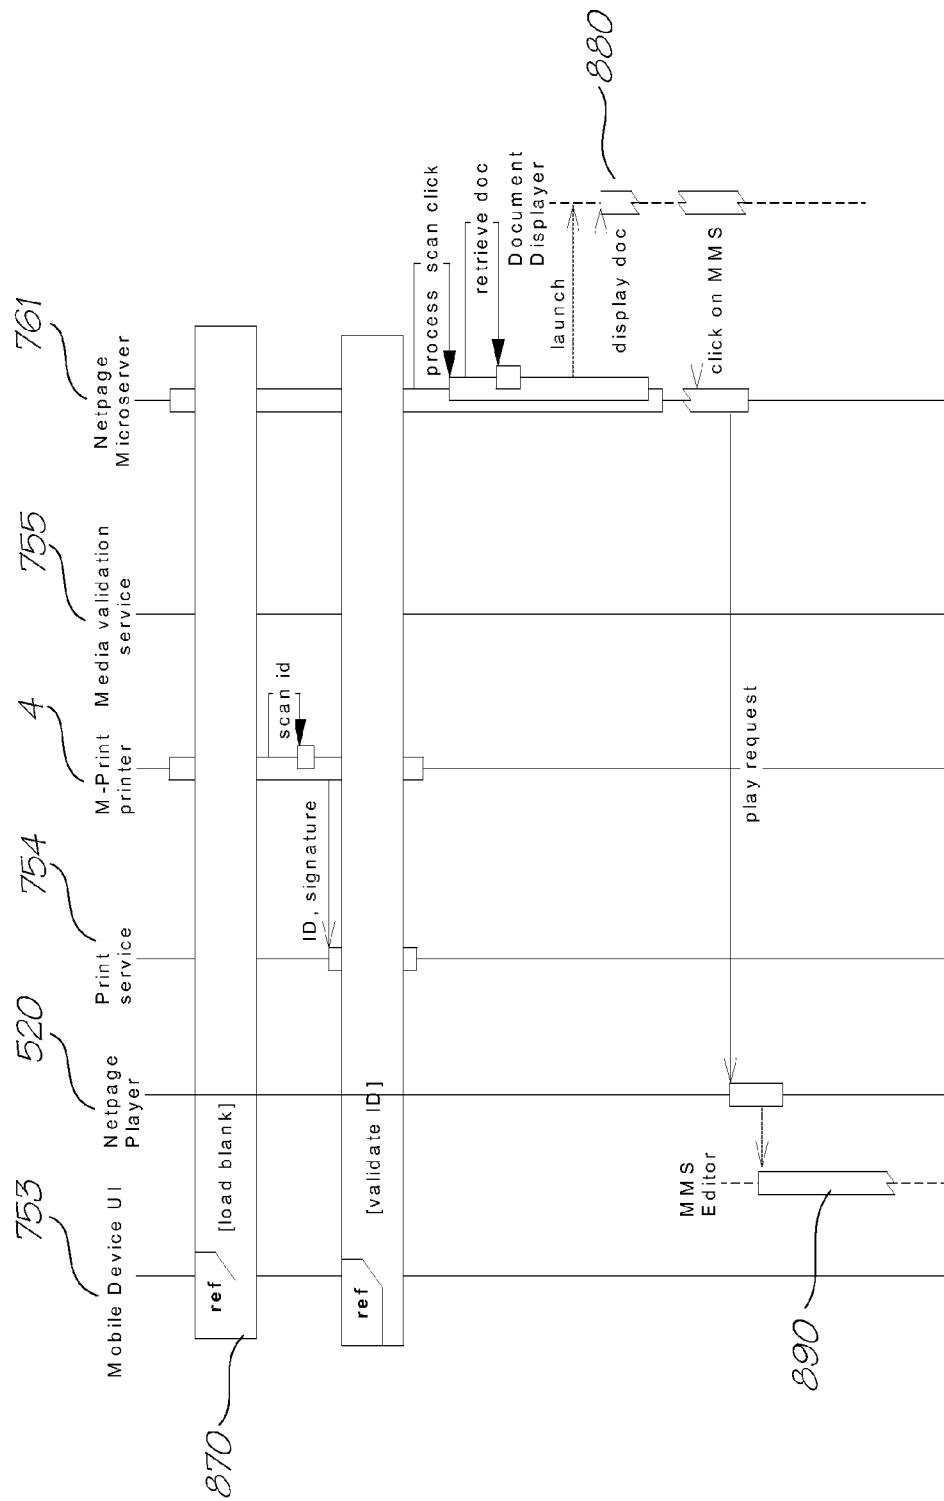 753
520
754
4
755
761
Mobile Device UI
Netpage
Player
Print
service
M-Print
printer
Media validation
service
Netpage
Microserver
870
ref
[load blank]
scan id
ID, signature
ref
[validate ID]
process scan click
retrieve doc
Document
Displayer
launch
display doc
880
click on MMS
play request
MMS
Editor
890